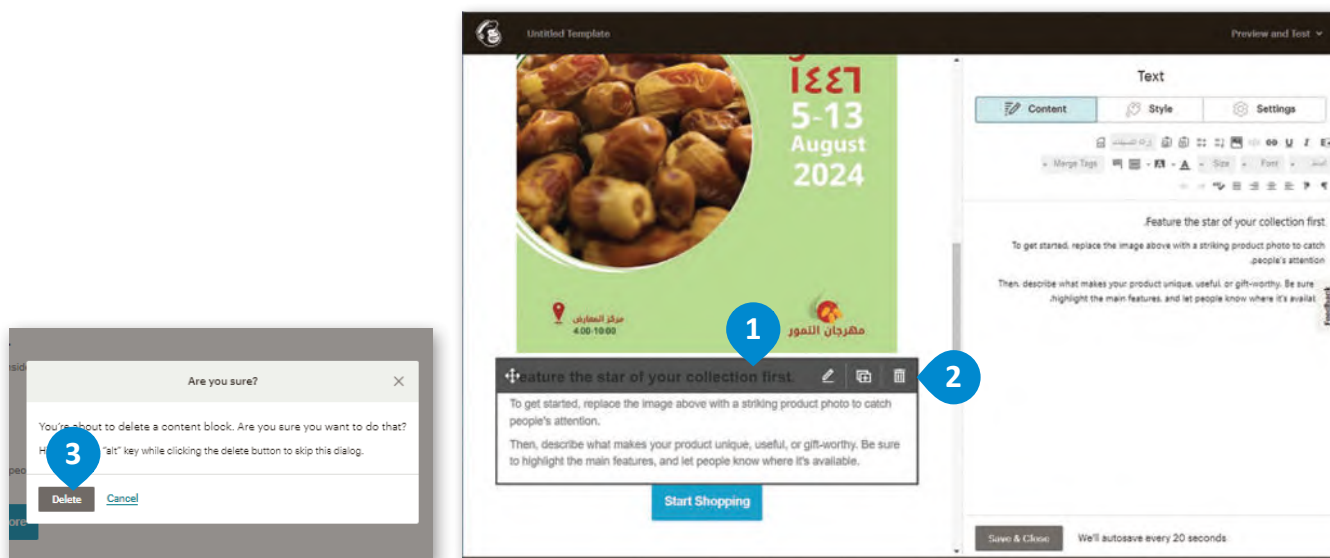 Untitled Template
Preview and Test
١٤٤٦
5-13
August
2024
مركز المعارض
4:00-10:00
مهرجان التمور
1
Feature the star of your collection first.
2
To get started, replace the image above with a striking product photo to catch
people's attention.
Then, describe what makes your product unique, useful, or gift-worthy. Be sure
to highlight the main features, and let people know where it's available.
Start Shopping
Text
Content
Style
Settings
Merge Tags
Size
Font
.Feature the star of your collection first
To get started, replace the image above with a striking product photo to catch
.people's attention
Then, describe what makes your product unique, useful, or gift-worthy. Be sure
.highlight the main features, and let people know where it's availal
Feedback
Save & Close
We'll autosave every 20 seconds
Are you sure?
You're about to delete a content block. Are you sure you want to do that?
3
"alt" key while clicking the delete button to skip this dialog.
Delete
Cancel